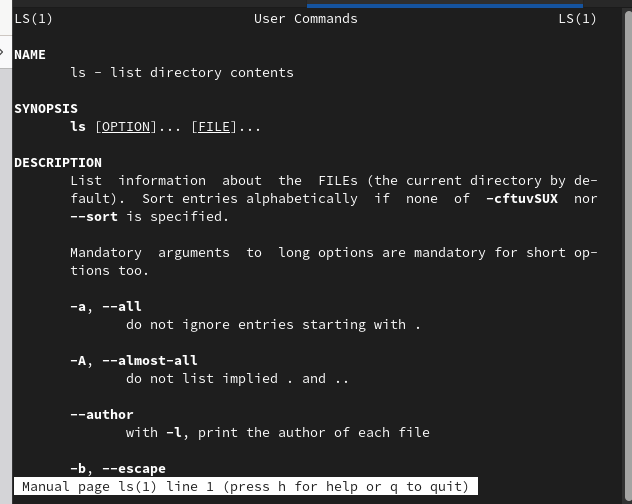 LS(1) User Commands LS(1)
NAME
ls - list directory contents
SYNOPSIS
ls [OPTION]... [FILE]...
DESCRIPTION
List information about the FILEs (the current directory by de-
fault). Sort entries alphabetically if none of -cftuvSUX nor
--sort is specified.
Mandatory arguments to long options are mandatory for short op-
tions too.
-a, --all
do not ignore entries starting with .
-A, --almost-all
do not list implied . and ..
--author
with -l, print the author of each file
-b, --escape
Manual page ls(1) line 1 (press h for help or q to quit)